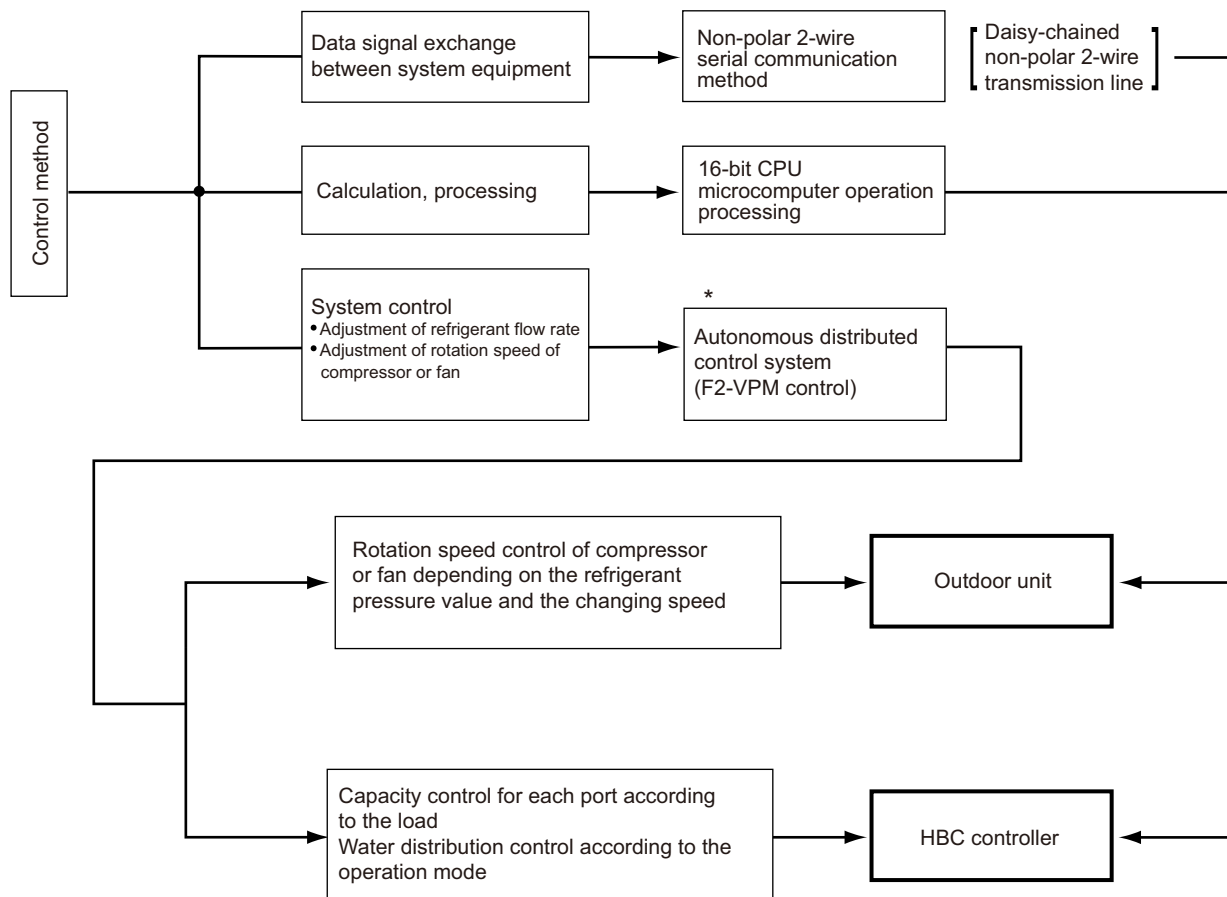 Control method
Data signal exchange
between system equipment
Non-polar 2-wire
serial communication
method
Daisy-chained
non-polar 2-wire
transmission line
Calculation, processing
16-bit CPU
microcomputer operation
processing
System control
• Adjustment of refrigerant flow rate
• Adjustment of rotation speed of
compressor or fan
*
Autonomous distributed
control system
(F2-VPM control)
Rotation speed control of compressor
or fan depending on the refrigerant
pressure value and the changing speed
Outdoor unit
Capacity control for each port according
to the load
Water distribution control according to the
operation mode
HBC controller